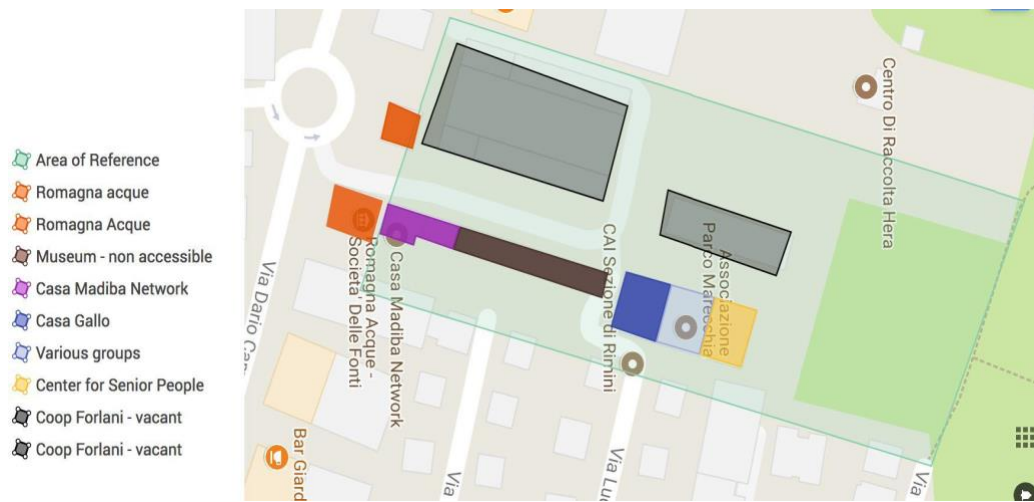 Area of Reference
Romagna acque
Romagna Acque
Museum - non accessible
Casa Madiba Network
Casa Gallo
Various groups
Center for Senior People
Coop Forlani - vacant
Coop Forlani - vacant
Centro Di Raccolta Hera
Associazione
Parco Marecchia
CAI Sezione di Rimini
Casa Madiba Network
Romagna Acque -
Societa' Delle Fonti
Via Dario Cam
Bar Giard
Via
Via Luc
Via